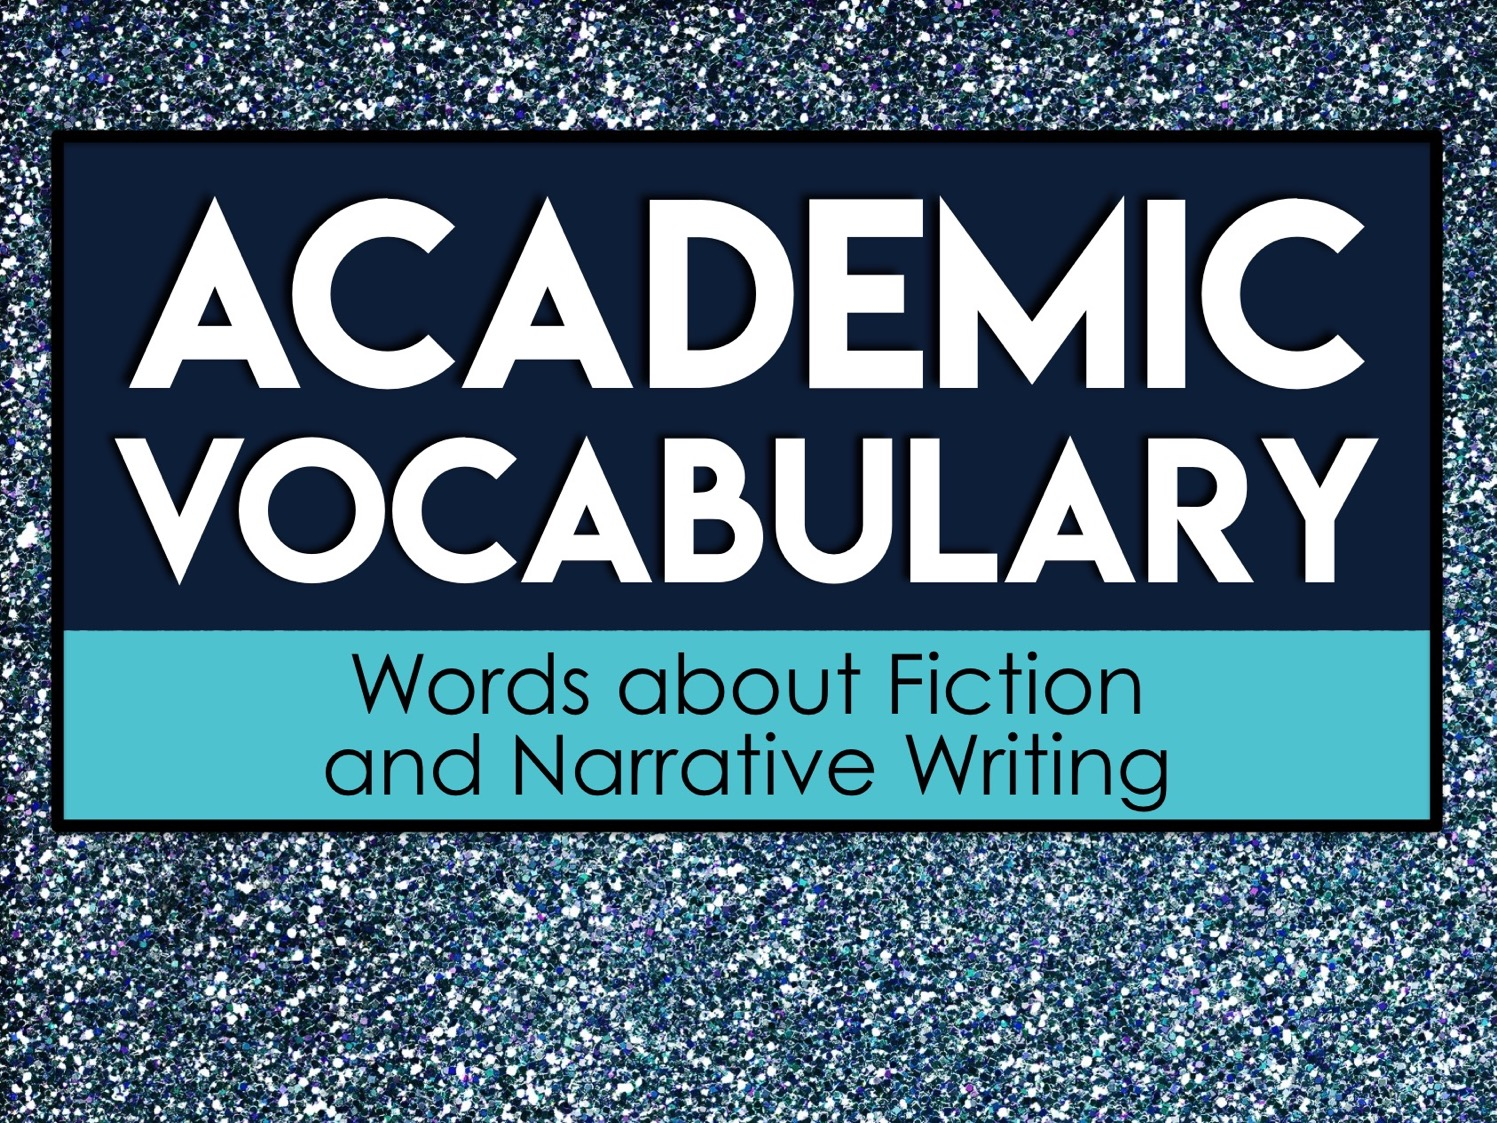 ACADEMIC
VOCABULARY
Words about Fiction
and Narrative Writing